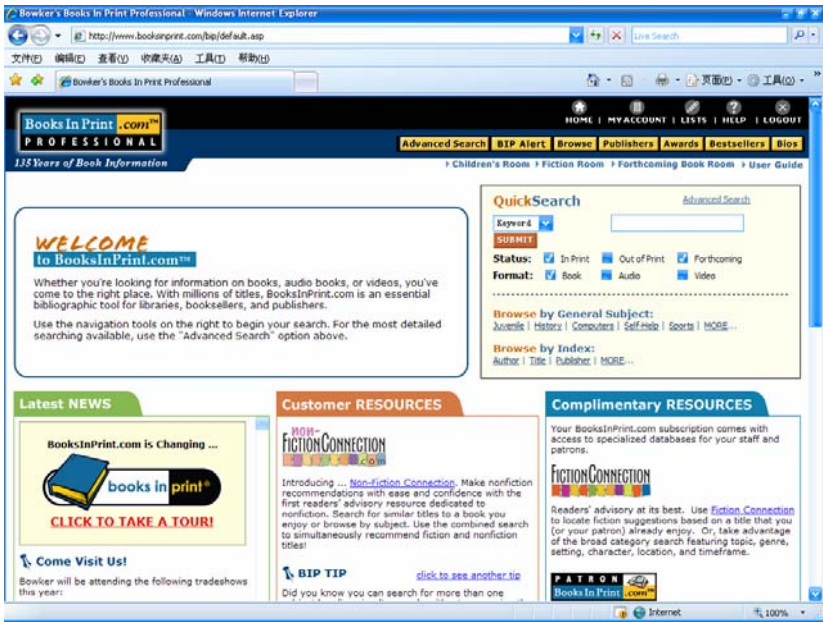 Bowker's Books In Print Professional - Windows Internet Explorer
http://www.booksinprint.com/bip/default.asp
Live Search
文件(F) 编辑(E) 查看(V) 收藏夹(A) 工具(T) 帮助(H)
Bowker's Books In Print Professional
页面(P) 工具(O)
Books In Print .com™
PROFESSIONAL
135 Years of Book Information
HOME | MY ACCOUNT | LISTS | HELP | LOGOUT
Advanced Search BIP Alert Browse Publishers Awards Bestsellers Bios
Children's Room Fiction Room Forthcoming Book Room User Guide
WELCOME
to BooksInPrint.com™
Whether you're looking for information on books, audio books, or videos, you've
come to the right place. With millions of titles, BooksInPrint.com is an essential
bibliographic tool for libraries, booksellers, and publishers.
Use the navigation tools on the right to begin your search. For the most detailed
searching available, use the "Advanced Search" option above.
QuickSearch Advanced Search
Keyword
SUBMIT
Status: In Print Out of Print Forthcoming
Format: Book Audio Video
Browse by General Subject:
Juvenile | History | Computers | Self-Help | Sports | MORE...
Browse by Index:
Author | Title | Publisher | MORE...
Latest NEWS
BooksInPrint.com is Changing ...
books in print®
CLICK TO TAKE A TOUR!
Come Visit Us!
Bowker will be attending the following tradeshows
this year:
Customer RESOURCES
NON-
FICTIONCONNECTION
.com
Introducing ... Non-Fiction Connection. Make nonfiction
recommendations with ease and confidence with the
first readers' advisory resource dedicated to
nonfiction. Search for similar titles to a book you
enjoy or browse by subject. Use the combined search
to simultaneously recommend fiction and nonfiction
titles!
BIP TIP click to see another tip
Did you know you can search for more than one
Complimentary RESOURCES
Your BooksInPrint.com subscription comes with
access to specialized databases for your staff and
patrons.
FICTIONCONNECTION
Readers' advisory at its best. Use Fiction Connection
to locate fiction suggestions based on a title that you
(or your patron) already enjoy. Or, take advantage
of the broad category search featuring topic, genre,
setting, character, location, and timeframe.
PATRON
Books In Print .com™
Internet 100%